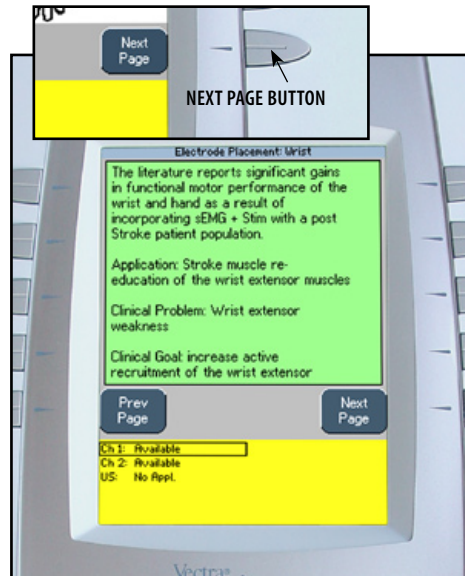 Next
Page
NEXT PAGE BUTTON
Electrode Placement: Wrist
The literature reports significant gains
in functional motor performance of the
wrist and hand as a result of
incorporating sEMG + Stim with a post
Stroke patient population.
Application: Stroke muscle re-
education of the wrist extensor muscles
Clinical Problem: Wrist extensor
weakness
Clinical Goal: increase active
recruitment of the wrist extensor
Prev
Page
Next
Page
Ch 1: Available
Ch 2: Available
US: No Appl.
Vectra®